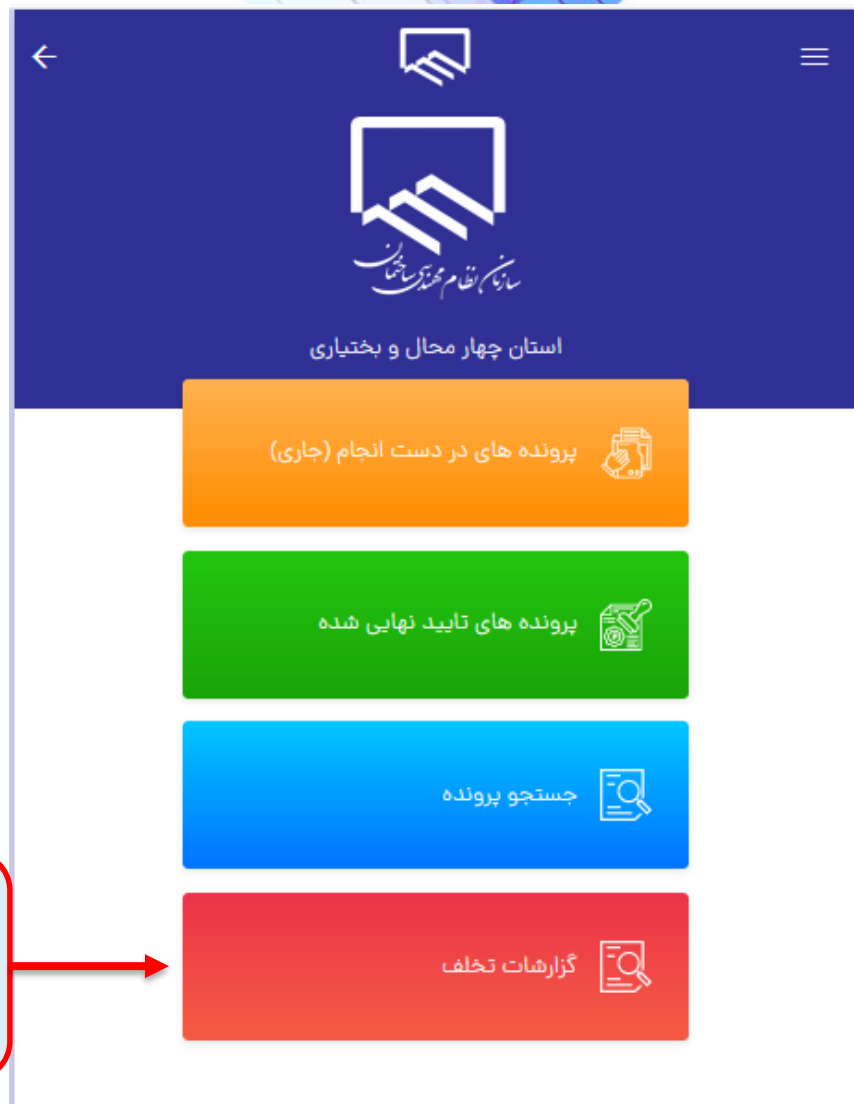 سازمان نظام مهندسی ساختمان
استان چهار محال و بختیاری
پرونده های در دست انجام (جاری)
پرونده های تایید نهایی شده
جستجو پرونده
گزارشات تخلف